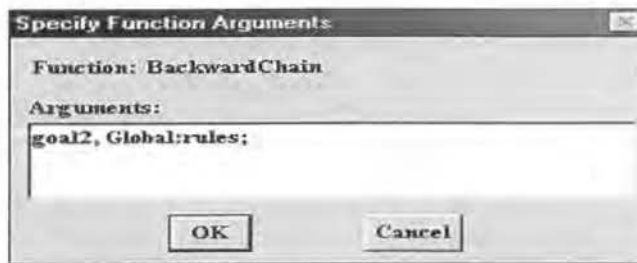 Specify Function Arguments
Function: BackwardChain
Arguments:
goal2, Global:rules;
OK Cancel